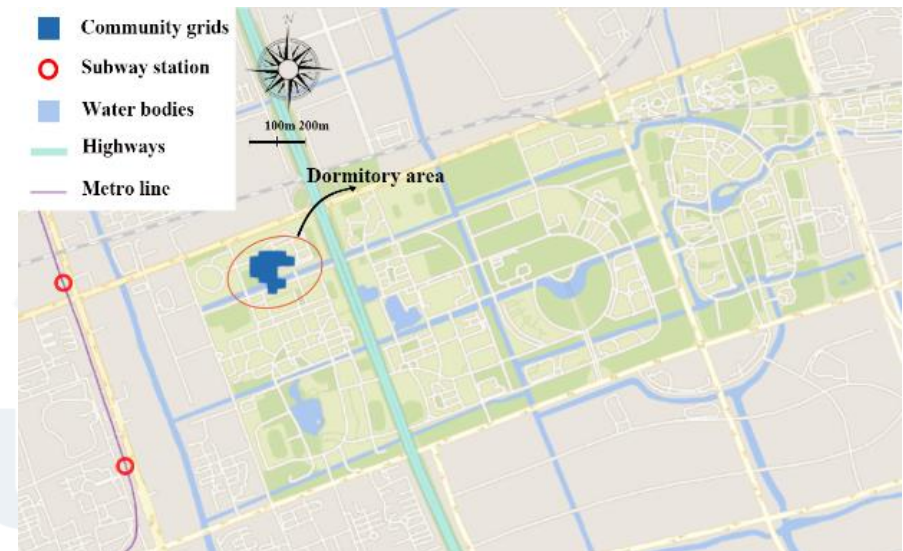 Community grids
Subway station
Water bodies
Highways
Metro line
N
100m 200m
Dormitory area